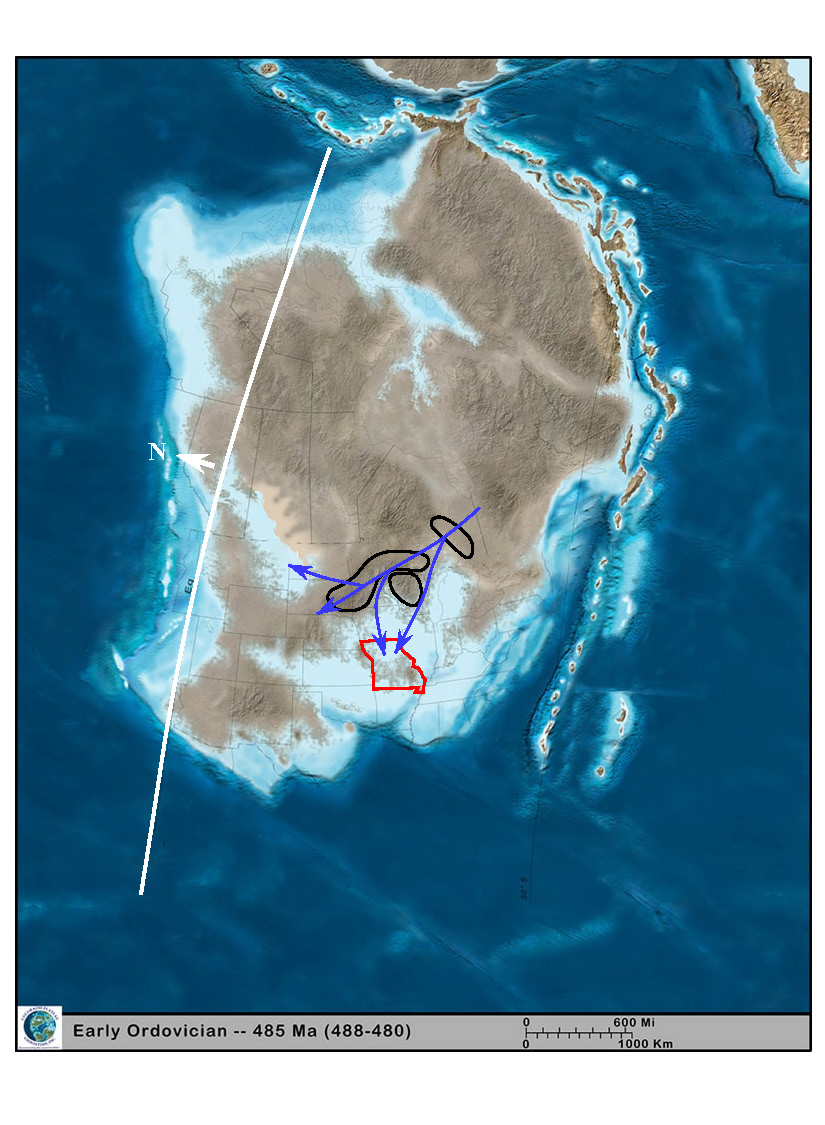 N
Eq
30° S
Early Ordovician -- 485 Ma (488-480)
0 600 Mi
0 1000 Km